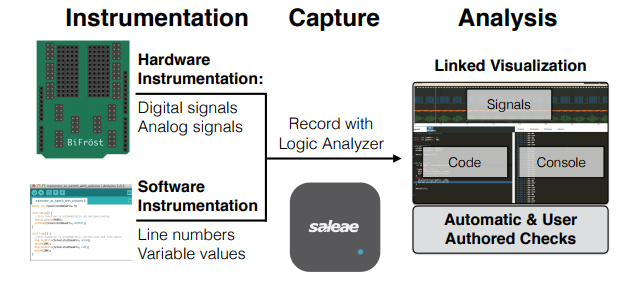 Instrumentation
Capture
Analysis
Hardware
Instrumentation:
Digital signals
Analog signals
BiFröst
Software
Instrumentation
Line numbers
Variable values
Record with
Logic Analyzer
saleae
Linked Visualization
Signals
Code
Console
Automatic & User
Authored Checks